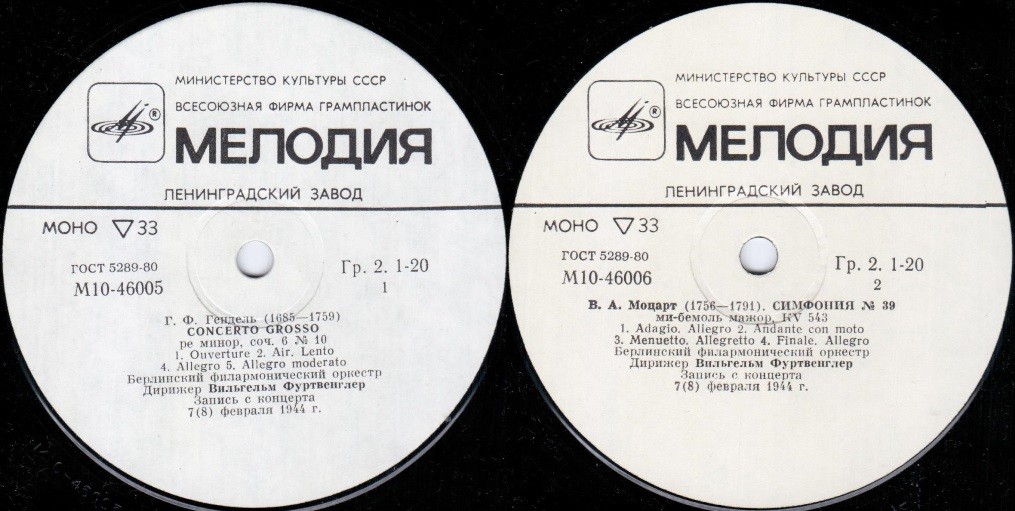 МИНИСТЕРСТВО КУЛЬТУРЫ СССР
ВСЕСОЮЗНАЯ ФИРМА ГРАМПЛАСТИНОК
®
МЕЛОДИЯ
ЛЕНИНГРАДСКИЙ ЗАВОД
МОНО ▽33
ГОСТ 5289-80
Гр. 2. 1-20
М10-46005
1
Г. Ф. Гендель (1685—1759)
CONCERTO GROSSO
ре минор, соч. 6 № 10
1. Ouverture 2. Air. Lento
4. Allegro 5. Allegro moderato
Берлинский филармонический оркестр
Дирижер Вильгельм Фуртвенглер
Запись с концерта
7(8) февраля 1944 г.
МИНИСТЕРСТВО КУЛЬТУРЫ СССР
ВСЕСОЮЗНАЯ ФИРМА ГРАМПЛАСТИНОК
®
МЕЛОДИЯ
ЛЕНИНГРАДСКИЙ ЗАВОД
МОНО ▽33
ГОСТ 5289-80
Гр. 2. 1-20
М10-46006
2
В. А. Моцарт (1756—1791). СИМФОНИЯ № 39
ми-бемоль мажор, KV 543
1. Adagio. Allegro 2. Andante con moto
3. Menuetto. Allegretto 4. Finale. Allegro
Берлинский филармонический оркестр
Дирижер Вильгельм Фуртвенглер
Запись с концерта
7(8) февраля 1944 г.